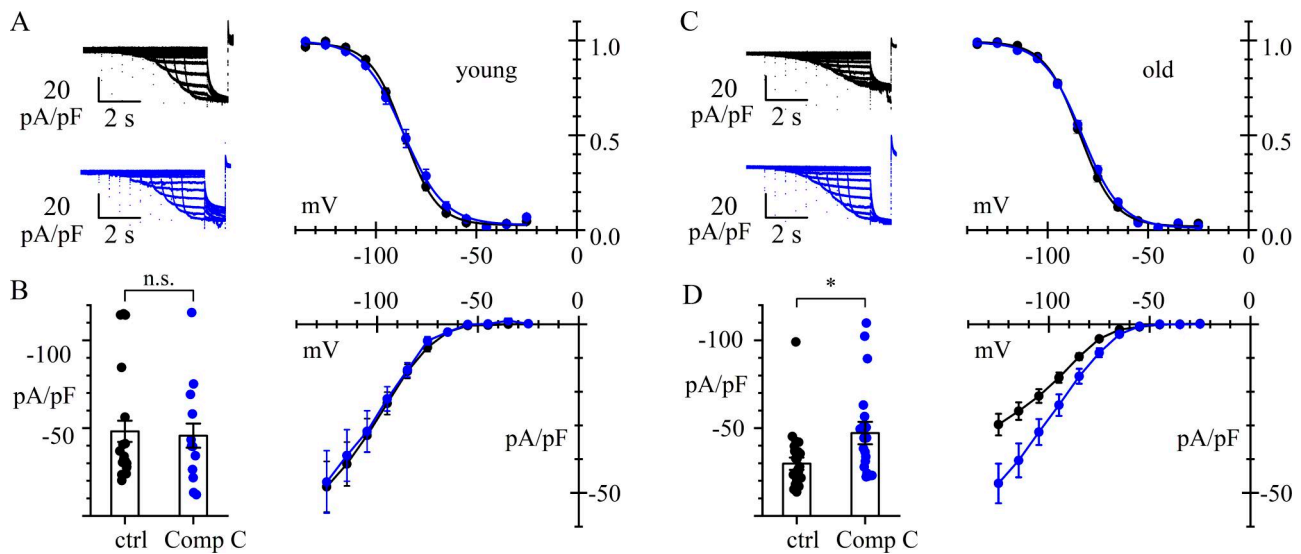 A
20
pA/pF
2 s
20
pA/pF
2 s
young
1.0
0.5
0.0
mV
-100
-50
0
C
20
pA/pF
2 s
20
pA/pF
2 s
old
1.0
0.5
0.0
mV
-100
-50
0
B
n.s.
-100
pA/pF
-50
ctrl
Comp C
-100
-50
0
mV
pA/pF
-50
D
*
-100
pA/pF
-50
ctrl
Comp C
-100
-50
0
mV
pA/pF
-50